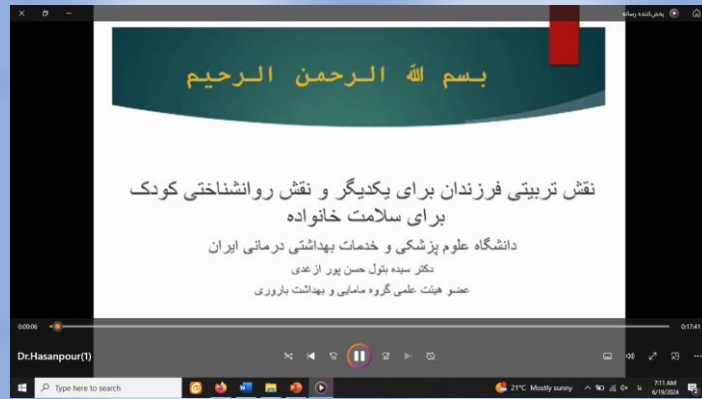 پخش‌کننده رسانه
بسم الله الرحمن الرحیم
نقش تربیتی فرزندان برای یکدیگر و نقش روانشناختی کودک
برای سلامت خانواده
دانشگاه علوم پزشکی و خدمات بهداشتی درمانی ایران
دکتر سیده بتول حسن پور ازغدی
عضو هیئت علمی گروه مامایی و بهداشت باروری
0:00:06
0:17:41
Dr.Hasanpour(1)
Type here to search
21°C Mostly sunny
7:11 AM
6/19/2024